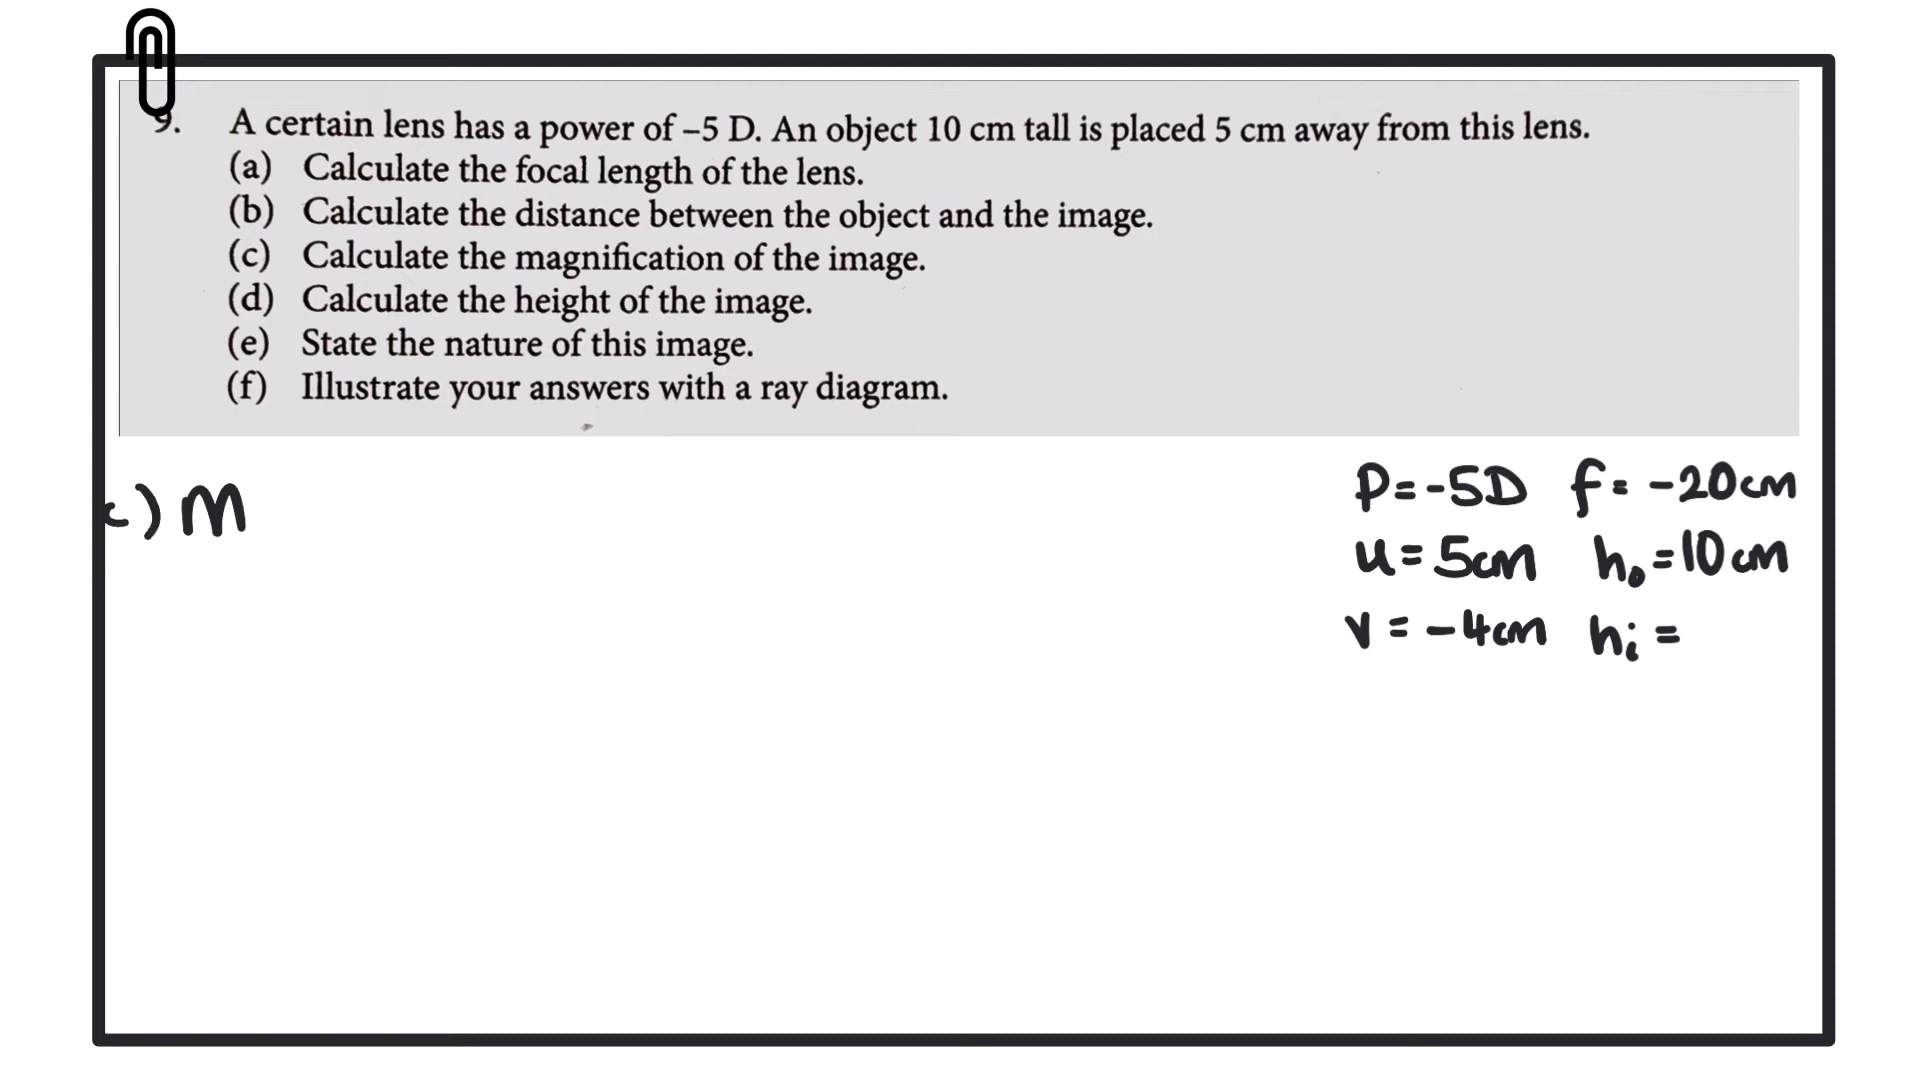 9. A certain lens has a power of –5 D. An object 10 cm tall is placed 5 cm away from this lens.
(a) Calculate the focal length of the lens.
(b) Calculate the distance between the object and the image.
(c) Calculate the magnification of the image.
(d) Calculate the height of the image.
(e) State the nature of this image.
(f) Illustrate your answers with a ray diagram.
c) M
P = -5D f = -20cm
u = 5cm h₀ = 10cm
v = -4cm hᵢ =